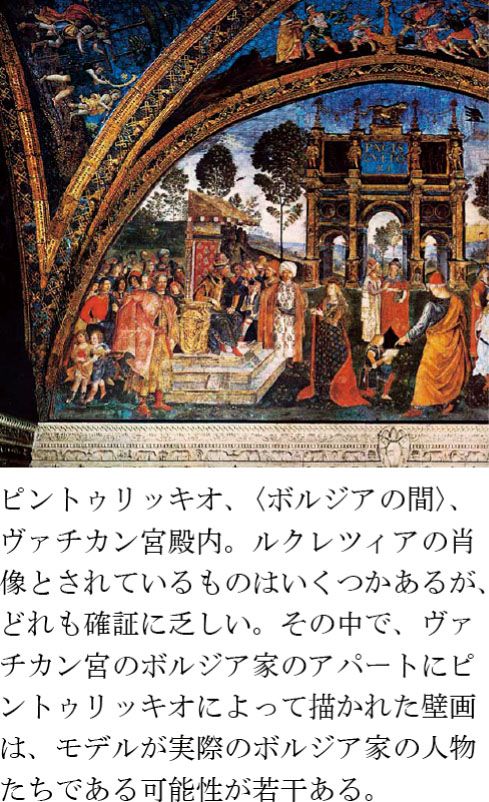 PACIS
CVLTO
ピントゥリッキオ、〈ボルジアの間〉、
ヴァチカン宮殿内。ルクレツィアの肖
像とされているものはいくつかあるが、
どれも確証に乏しい。その中で、ヴァ
チカン宮のボルジア家のアパートにピ
ントゥリッキオによって描かれた壁画
は、モデルが実際のボルジア家の人物
たちである可能性が若干ある。